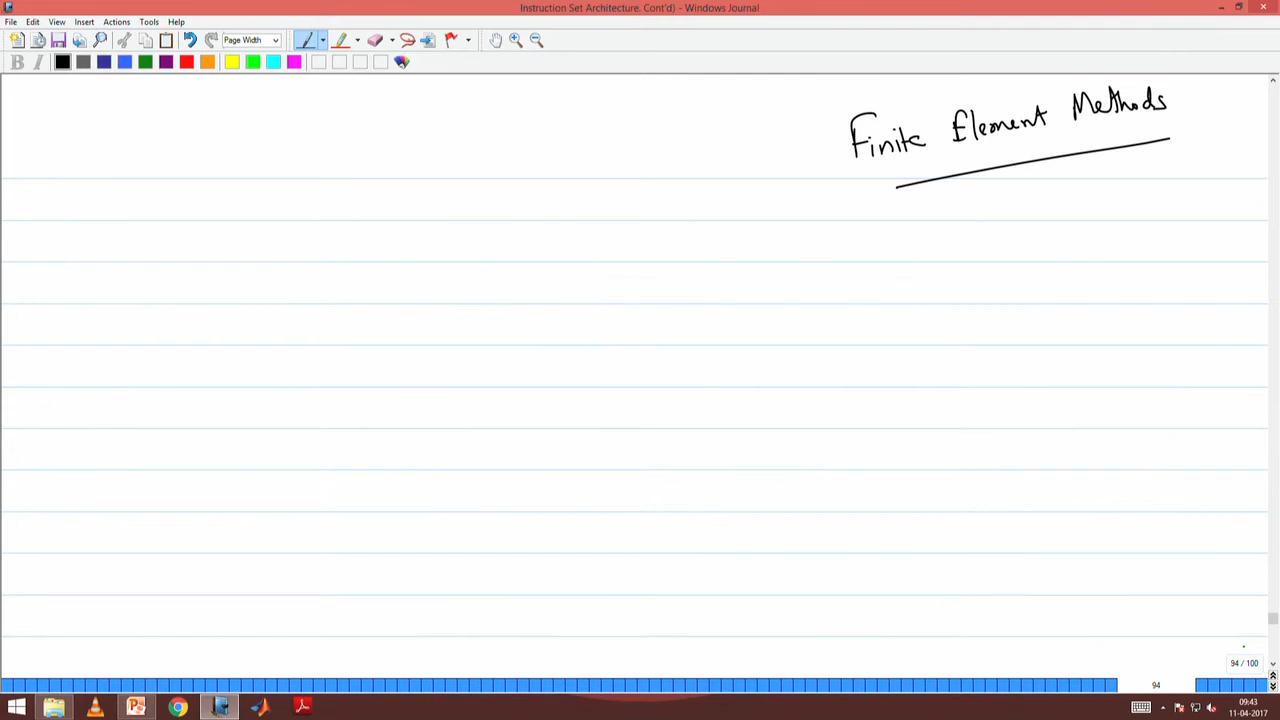 Instruction Set Architecture. Cont'd) - Windows Journal
File Edit View Insert Actions Tools Help
Page Width
B I
Finite Element Methods
94 / 100
94
09:43
11-04-2017